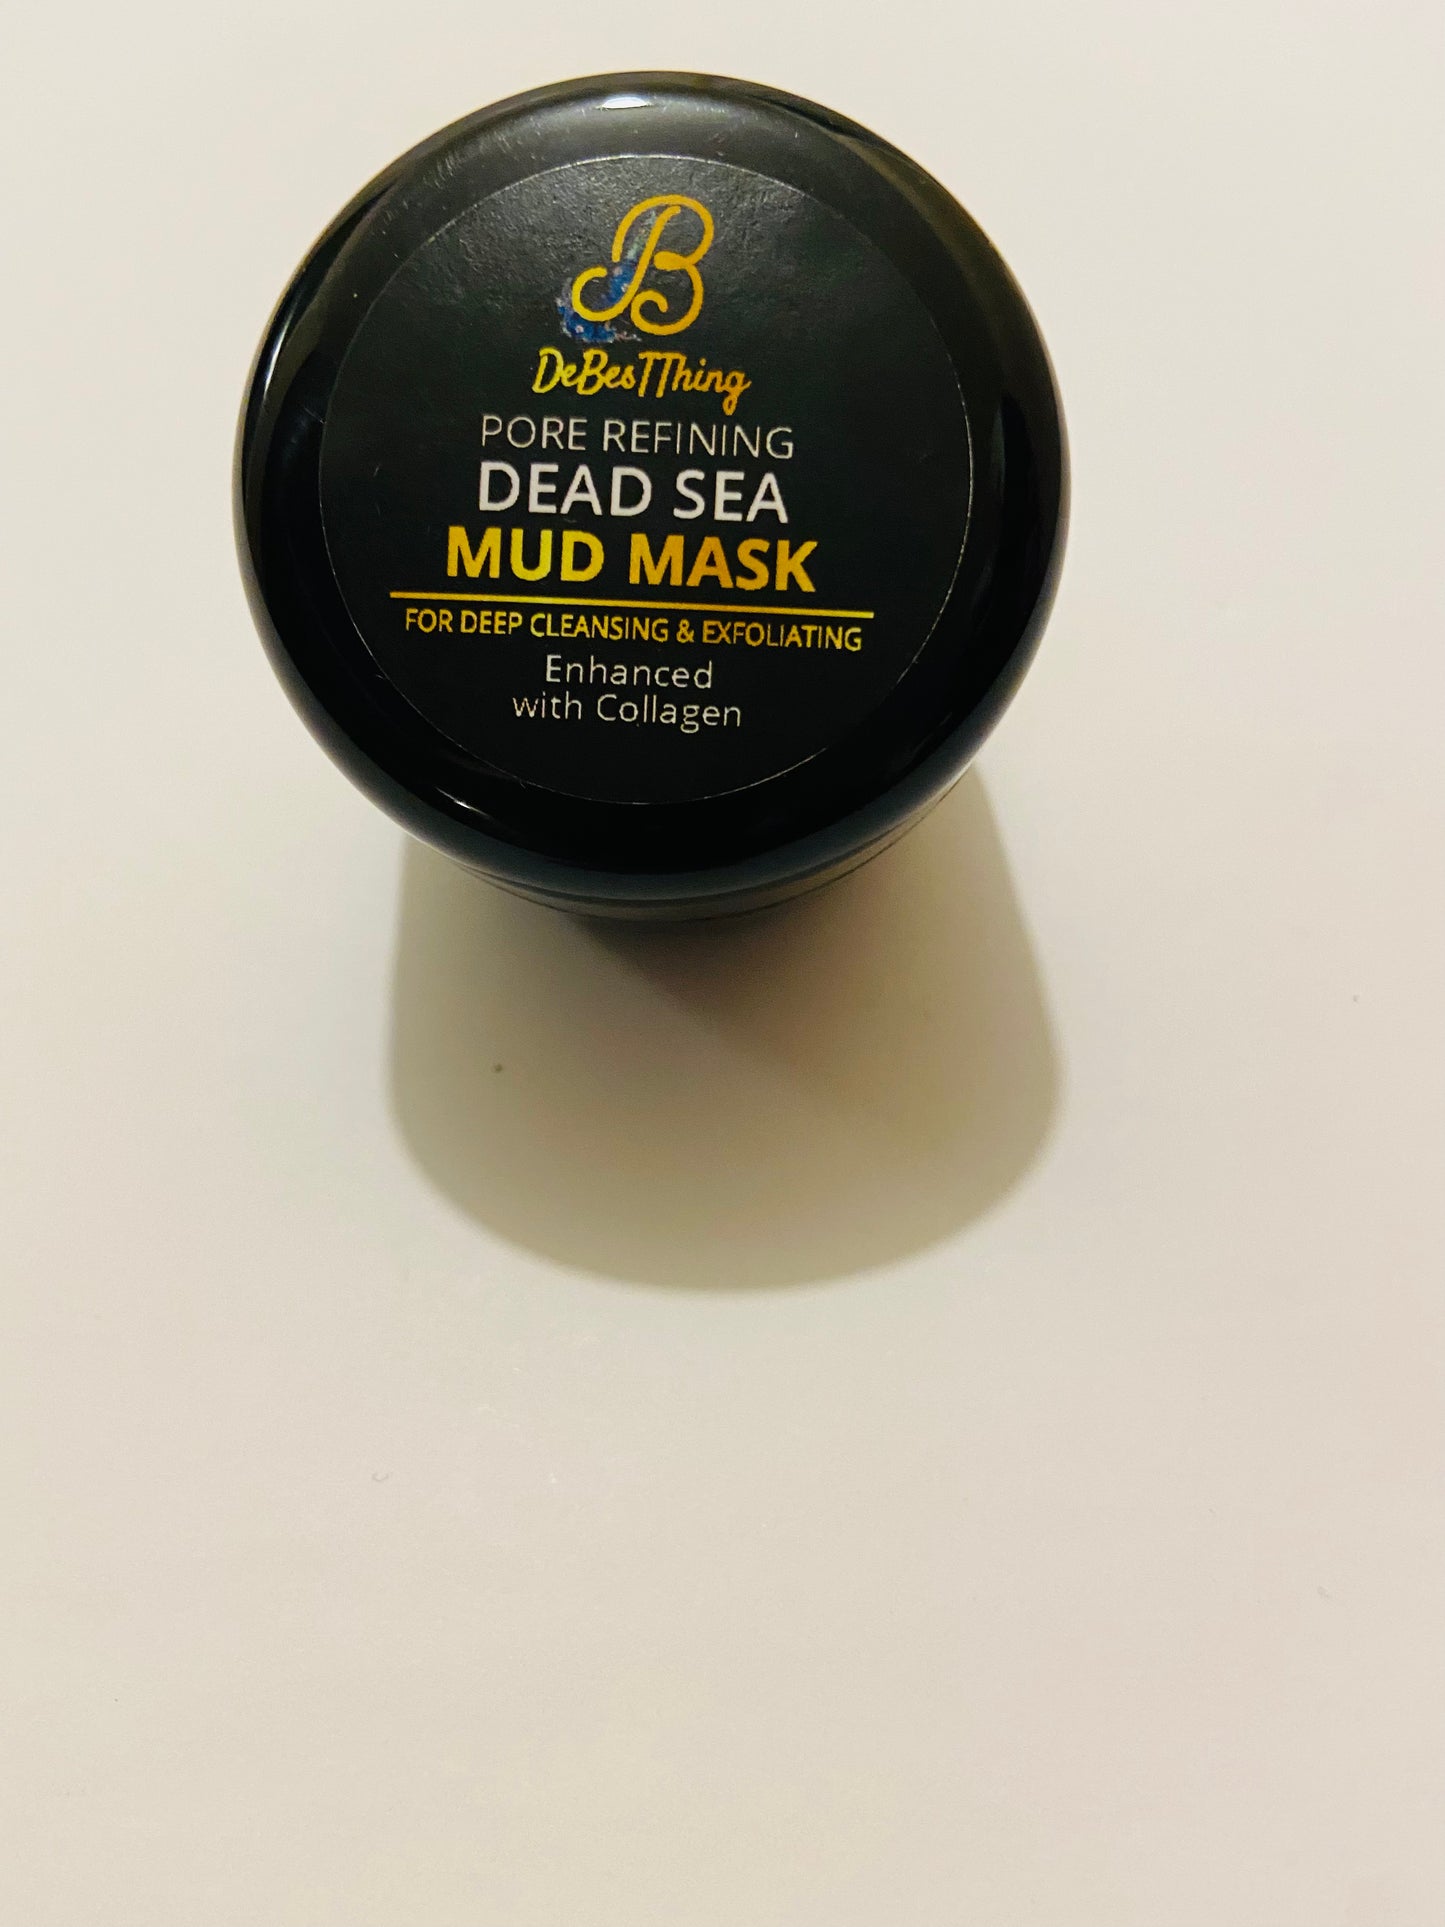 B
DeBesTThing
PORE REFINING
DEAD SEA
MUD MASK
FOR DEEP CLEANSING & EXFOLIATING
Enhanced
with Collagen